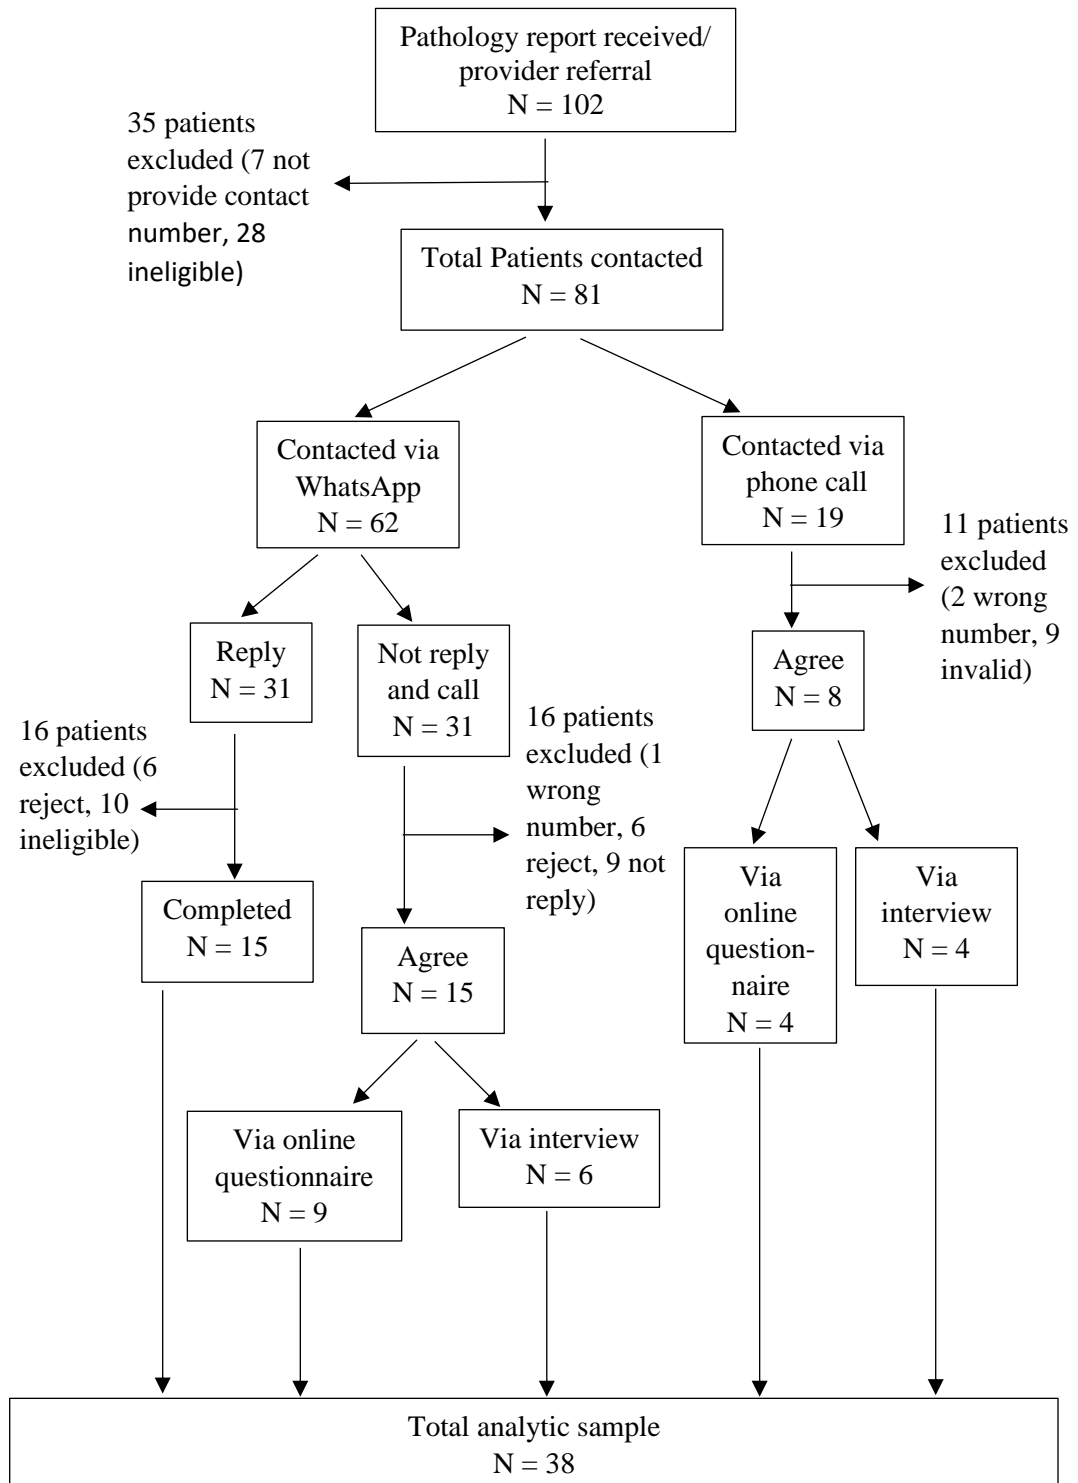 Pathology report received/
provider referral
N = 102
35 patients
excluded (7 not
provide contact
number, 28
ineligible)
Total Patients contacted
N = 81
Contacted via
WhatsApp
N = 62
Contacted via
phone call
N = 19
11 patients
excluded
(2 wrong
number, 9
invalid)
Reply
N = 31
Not reply
and call
N = 31
Agree
N = 8
16 patients
excluded (6
reject, 10
ineligible)
16 patients
excluded (1
wrong
number, 6
reject, 9 not
reply)
Completed
N = 15
Agree
N = 15
Via
online
question-
naire
N = 4
Via
interview
N = 4
Via online
questionnaire
N = 9
Via interview
N = 6
Total analytic sample
N = 38